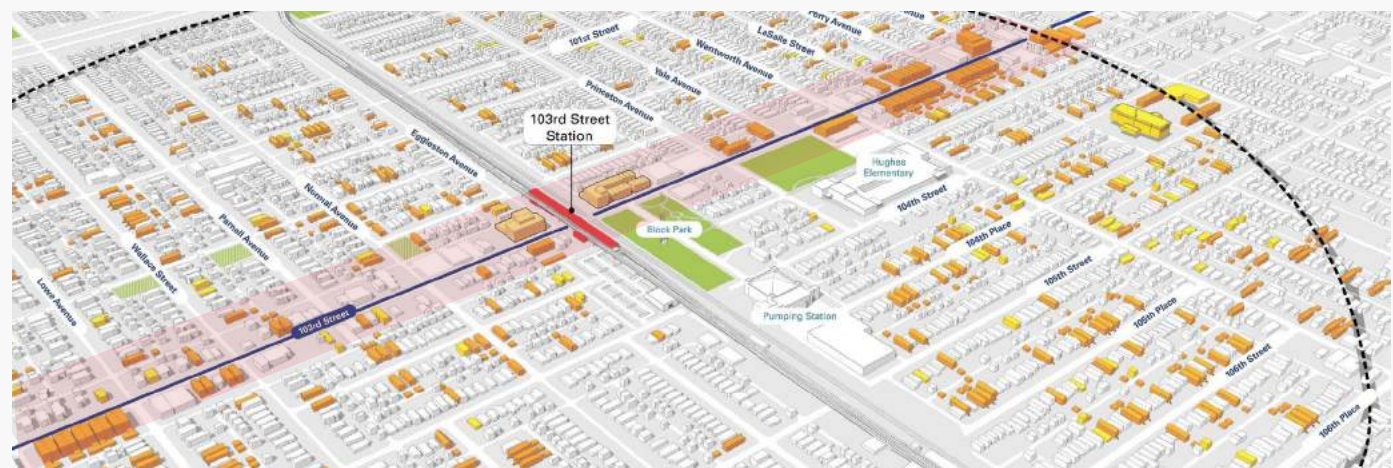 Perry Avenue
LaSalle Street
101st Street
Wentworth Avenue
Yale Avenue
Princeton Avenue
103rd Street
Station
Eggleston Avenue
Hughes
Elementary
104th Street
Normal Avenue
Block Park
104th Place
Parnell Avenue
105th Street
Wallace Street
Lowe Avenue
Pumping Station
105th Place
103rd Street
106th Street
106th Place